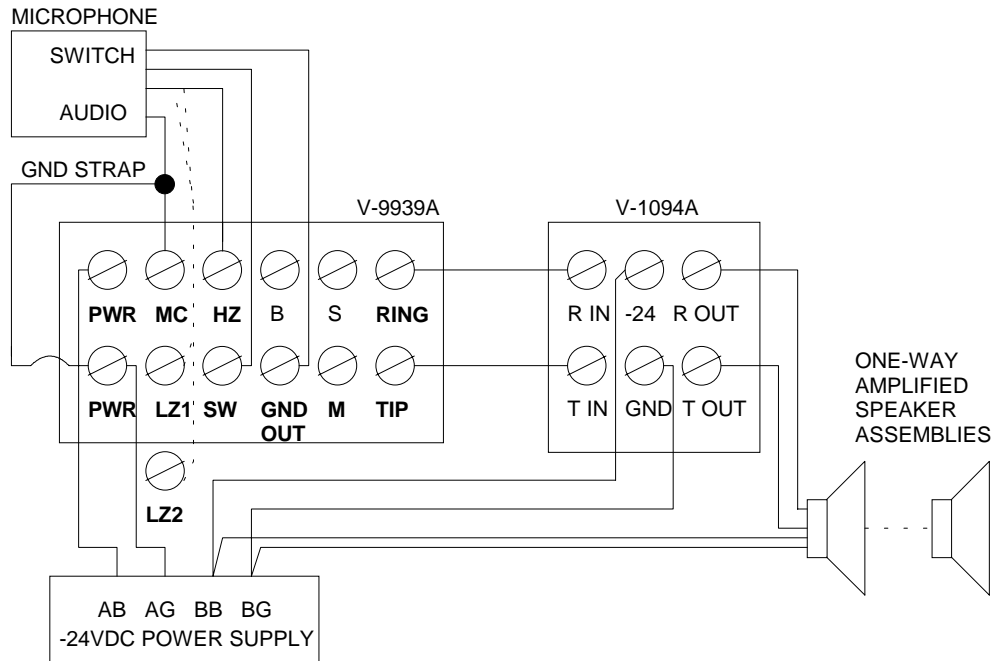 MICROPHONE
SWITCH
AUDIO
GND STRAP
V-9939A
V-1094A
PWR MC HZ B S RING
R IN -24 R OUT
PWR LZ1 SW GND OUT M TIP
T IN GND T OUT
LZ2
ONE-WAY
AMPLIFIED
SPEAKER
ASSEMBLIES
AB AG BB BG
-24VDC POWER SUPPLY